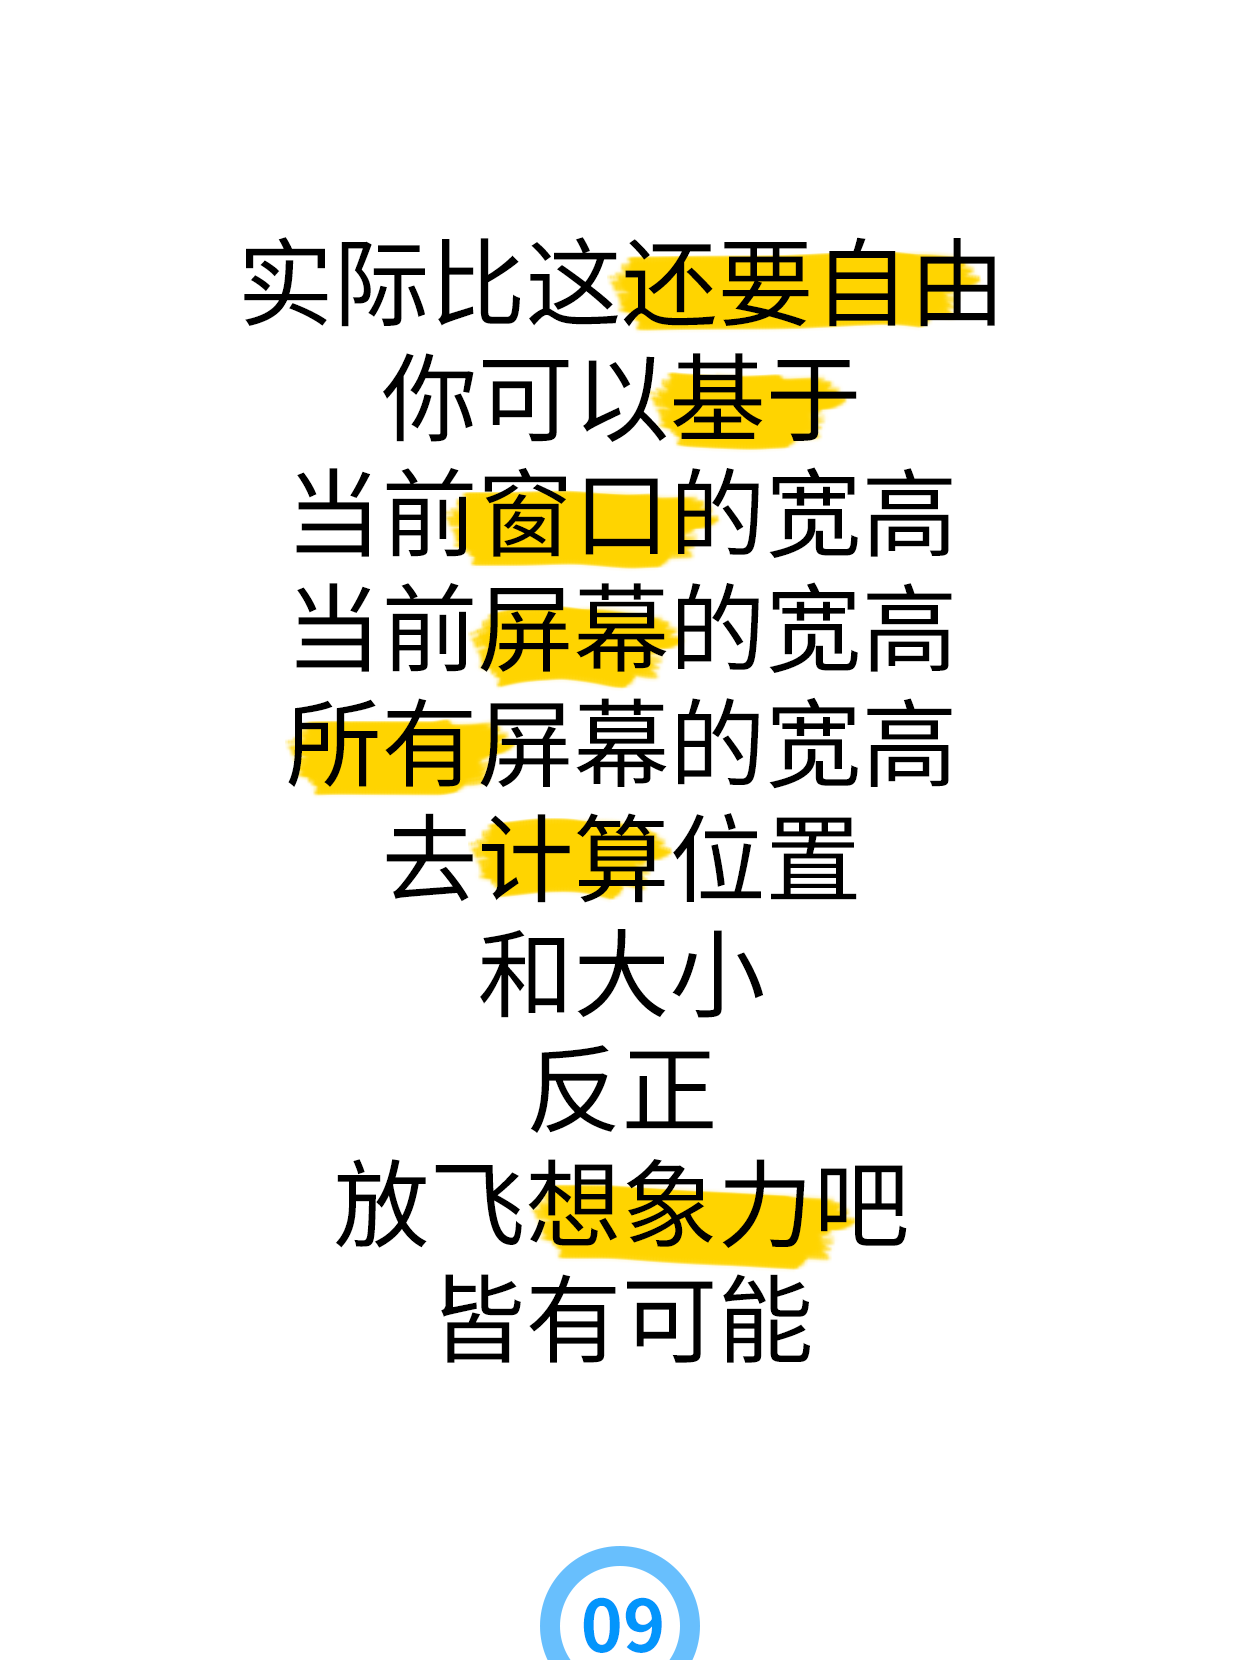 实际比这还要自由
你可以基于
当前窗口的宽高
当前屏幕的宽高
所有屏幕的宽高
去计算位置
和大小
反正
放飞想象力吧
皆有可能
09